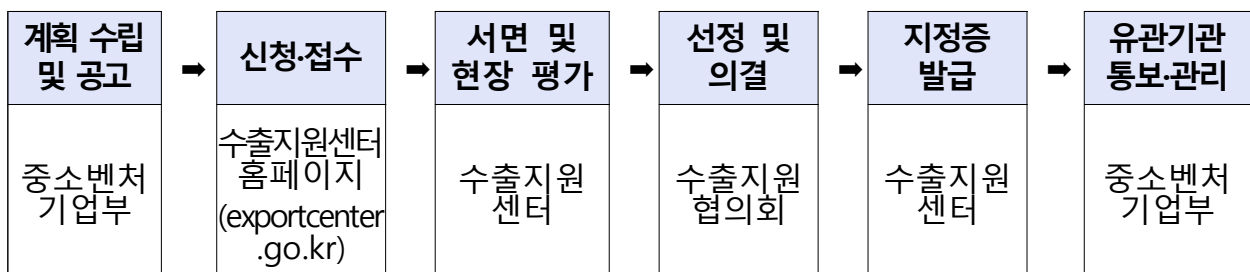 계획 수립
및 공고
➡
신청·접수
➡
서면 및
현장 평가
➡
선정 및
의결
➡
지정증
발급
➡
유관기관
통보·관리
중소벤처
기업부
수출지원센터
홈페이지
(exportcenter
.go.kr)
수출지원
센터
수출지원
협의회
수출지원
센터
중소벤처
기업부